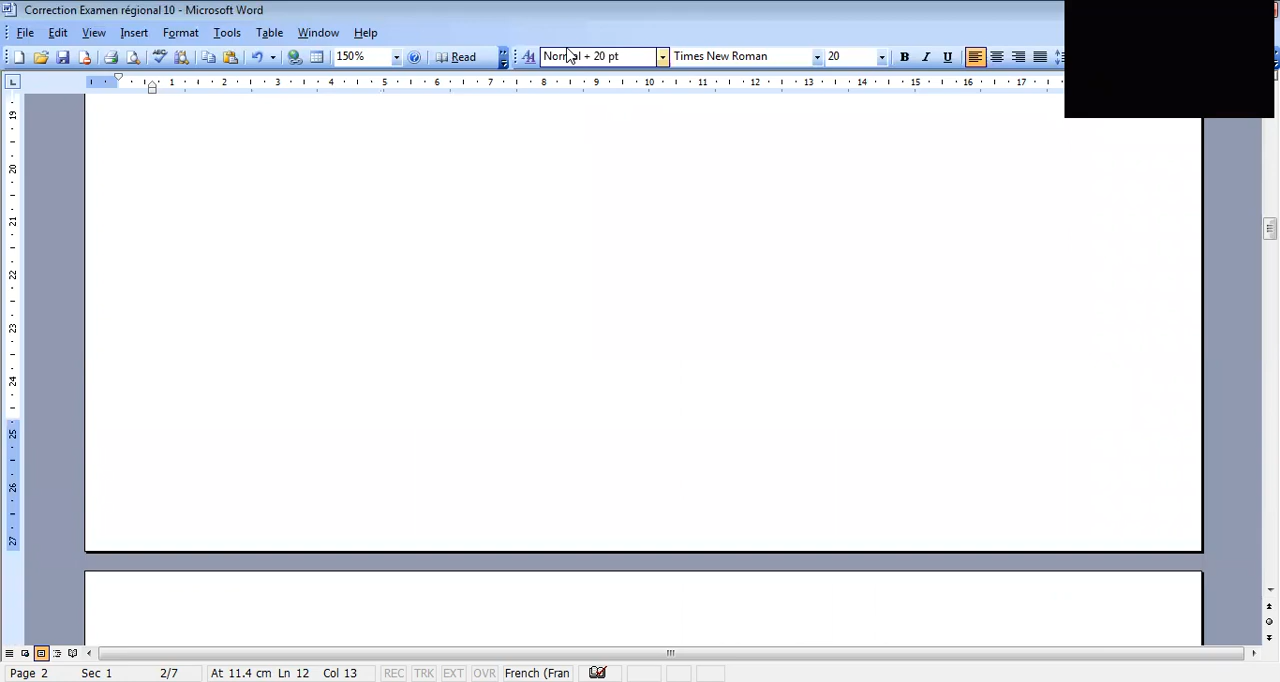 Correction Examen régional 10 - Microsoft Word
File Edit View Insert Format Tools Table Window Help
150% Read Normal + 20 pt Times New Roman 20 B I U
1 2 3 4 5 6 7 8 9 10 11 12 13 14 15 16 17
19
20
21
22
23
24
25
26
27
Page 2 Sec 1 2/7 At 11.4 cm Ln 12 Col 13 REC TRK EXT OVR French (Fran